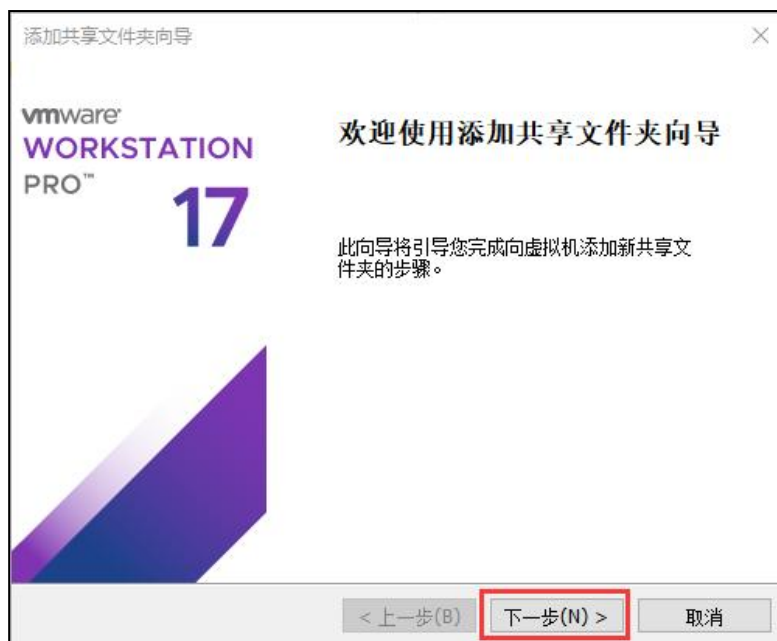 添加共享文件夹向导
vmware®
WORKSTATION
PRO™
17
欢迎使用添加共享文件夹向导
此向导将引导您完成向虚拟机添加新共享文
件夹的步骤。
< 上一步(B)
下一步(N) >
取消